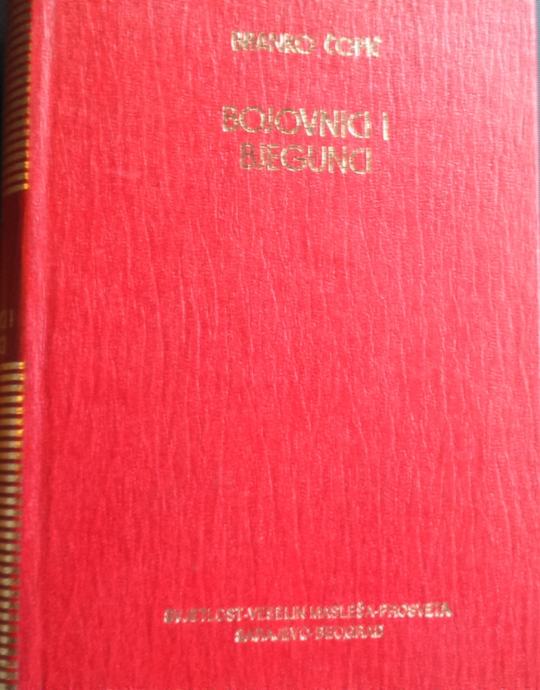 BRANKO ĆOPIĆ
BOJOVNICI I
BJEGUNCI
SVJETLOST-VESELIN MASLEŠA-PROSVETA
SARAJEVO-BEOGRAD